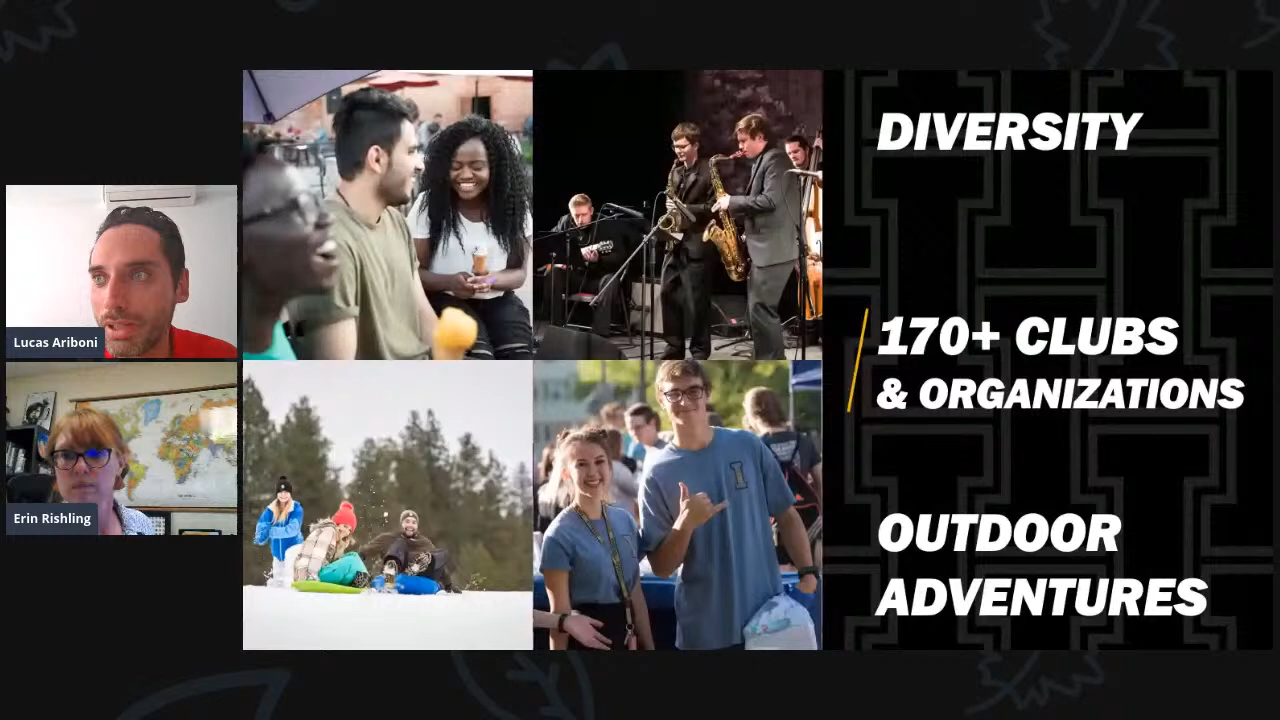 Lucas Ariboni
Erin Rishling
DIVERSITY
170+ CLUBS
& ORGANIZATIONS
OUTDOOR
ADVENTURES
I